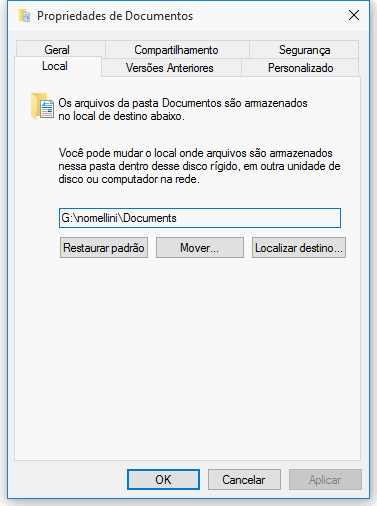 Propriedades de Documentos
Geral
Compartilhamento
Segurança
Local
Versões Anteriores
Personalizado
Os arquivos da pasta Documentos são armazenados
no local de destino abaixo.
Você pode mudar o local onde arquivos são armazenados
nessa pasta dentro desse disco rígido, em outra unidade de
disco ou computador na rede.
G:\nomellini\Documents
Restaurar padrão
Mover...
Localizar destino...
OK
Cancelar
Aplicar